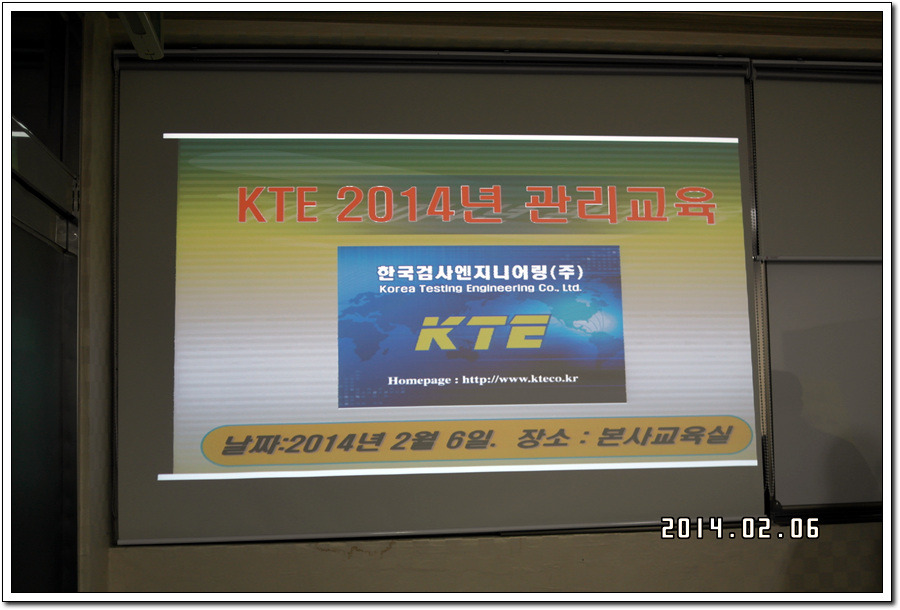 KTE 2014년 관리교육
한국검사엔지니어링(주)
Korea Testing Engineering Co., Ltd.
KTE
Homepage : http://www.kteco.kr
날짜:2014년 2월 6일. 장소 : 본사교육실
2014.02.06